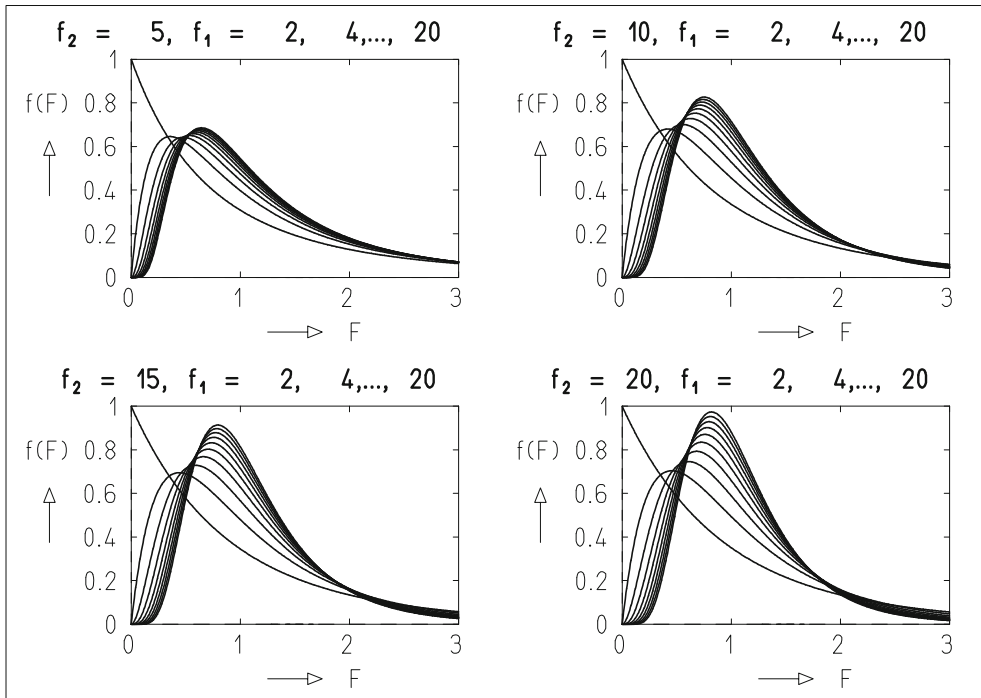 f₂ = 5, f₁ = 2, 4,..., 20
1
f(F) 0.8
0.6
0.4
0.2
0
0 1 2 3
F
f₂ = 10, f₁ = 2, 4,..., 20
1
f(F) 0.8
0.6
0.4
0.2
0
0 1 2 3
F
f₂ = 15, f₁ = 2, 4,..., 20
1
f(F) 0.8
0.6
0.4
0.2
0
0 1 2 3
F
f₂ = 20, f₁ = 2, 4,..., 20
1
f(F) 0.8
0.6
0.4
0.2
0
0 1 2 3
F